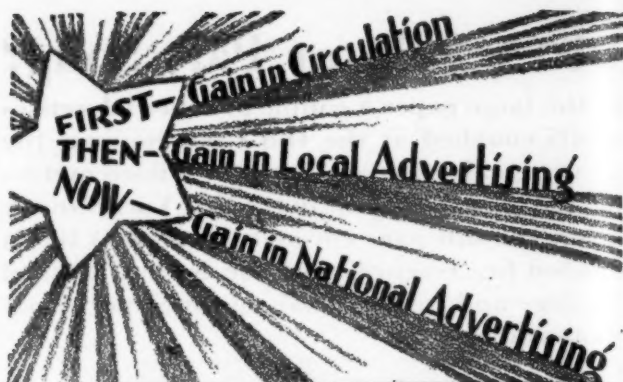 FIRST— Gain in Circulation
THEN— Gain in Local Advertising
NOW— Gain in National Advertising